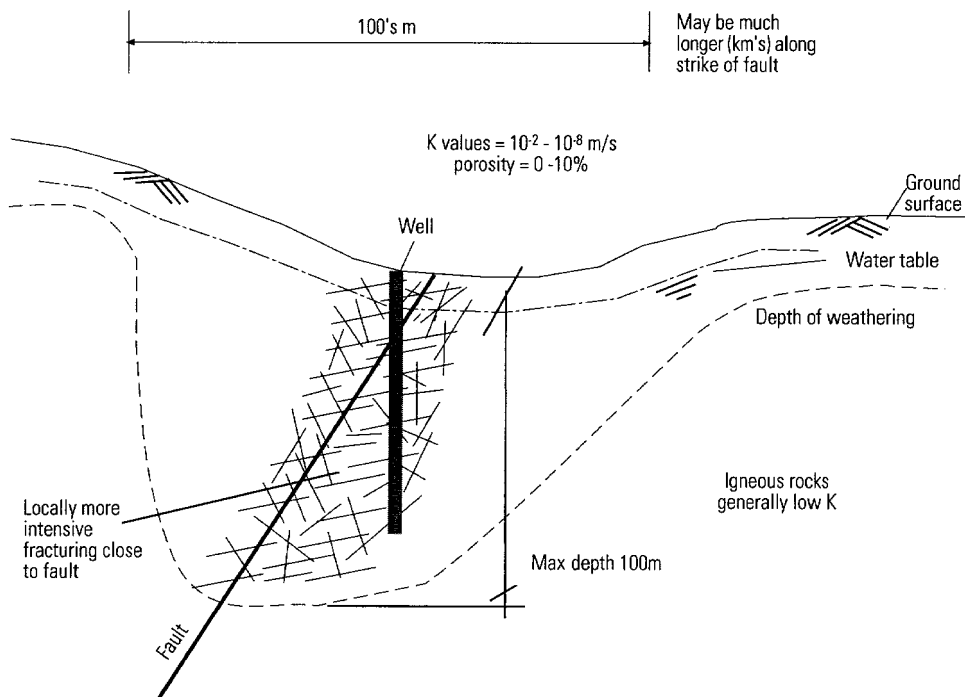 100's m
May be much
longer (km's) along
strike of fault
K values = 10⁻² - 10⁻⁸ m/s
porosity = 0 -10%
Ground
surface
Well
Water table
Depth of weathering
Locally more
intensive
fracturing close
to fault
Igneous rocks
generally low K
Max depth 100m
Fault